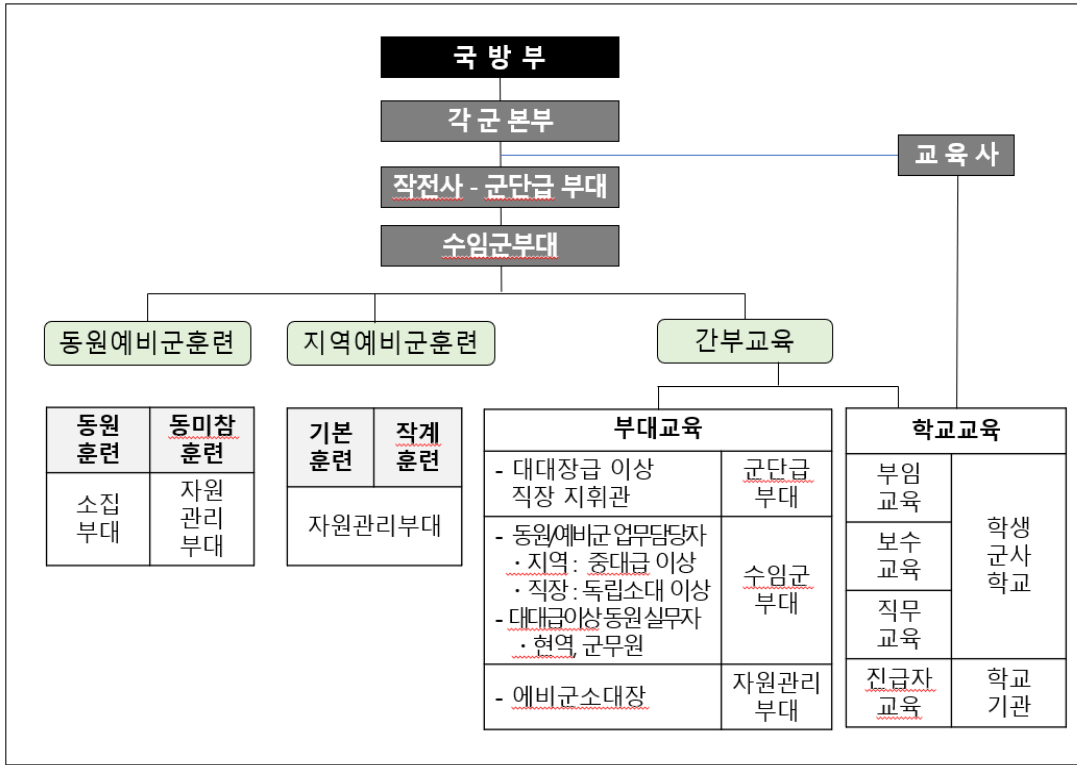 국 방 부
각 군 본부
교 육 사
작전사 - 군단급 부대
수임군부대
동원예비군훈련
지역예비군훈련
간부교육
동원
훈련
동미참
훈련
소집
부대
자원
관리
부대
기본
훈련
작계
훈련
자원관리부대
부대교육
- 대대장급 이상
직장 지휘관
군단급
부대
- 동원/예비군 업무담당자
· 지역 : 중대급 이상
· 직장 : 독립소대 이상
- 대대급이상 동원 실무자
· 현역, 군무원
수임군
부대
- 에비군소대장
자원관리
부대
학교교육
부임
교육
보수
교육
직무
교육
학생
군사
학교
진급자
교육
학교
기관